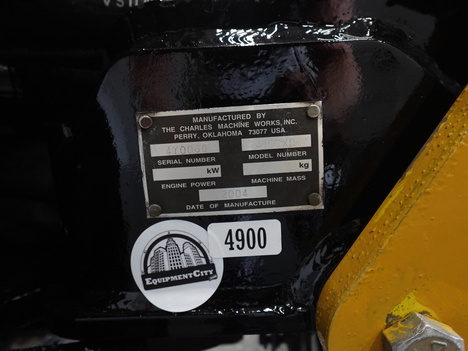 MANUFACTURED BY
THE CHARLES MACHINE WORKS, INC.
PERRY, OKLAHOMA 73077 USA
SERIAL NUMBER MODEL NUMBER
kW kg
ENGINE POWER MACHINE MASS
2004
DATE OF MANUFACTURE
4900
EQUIPMENTCITY